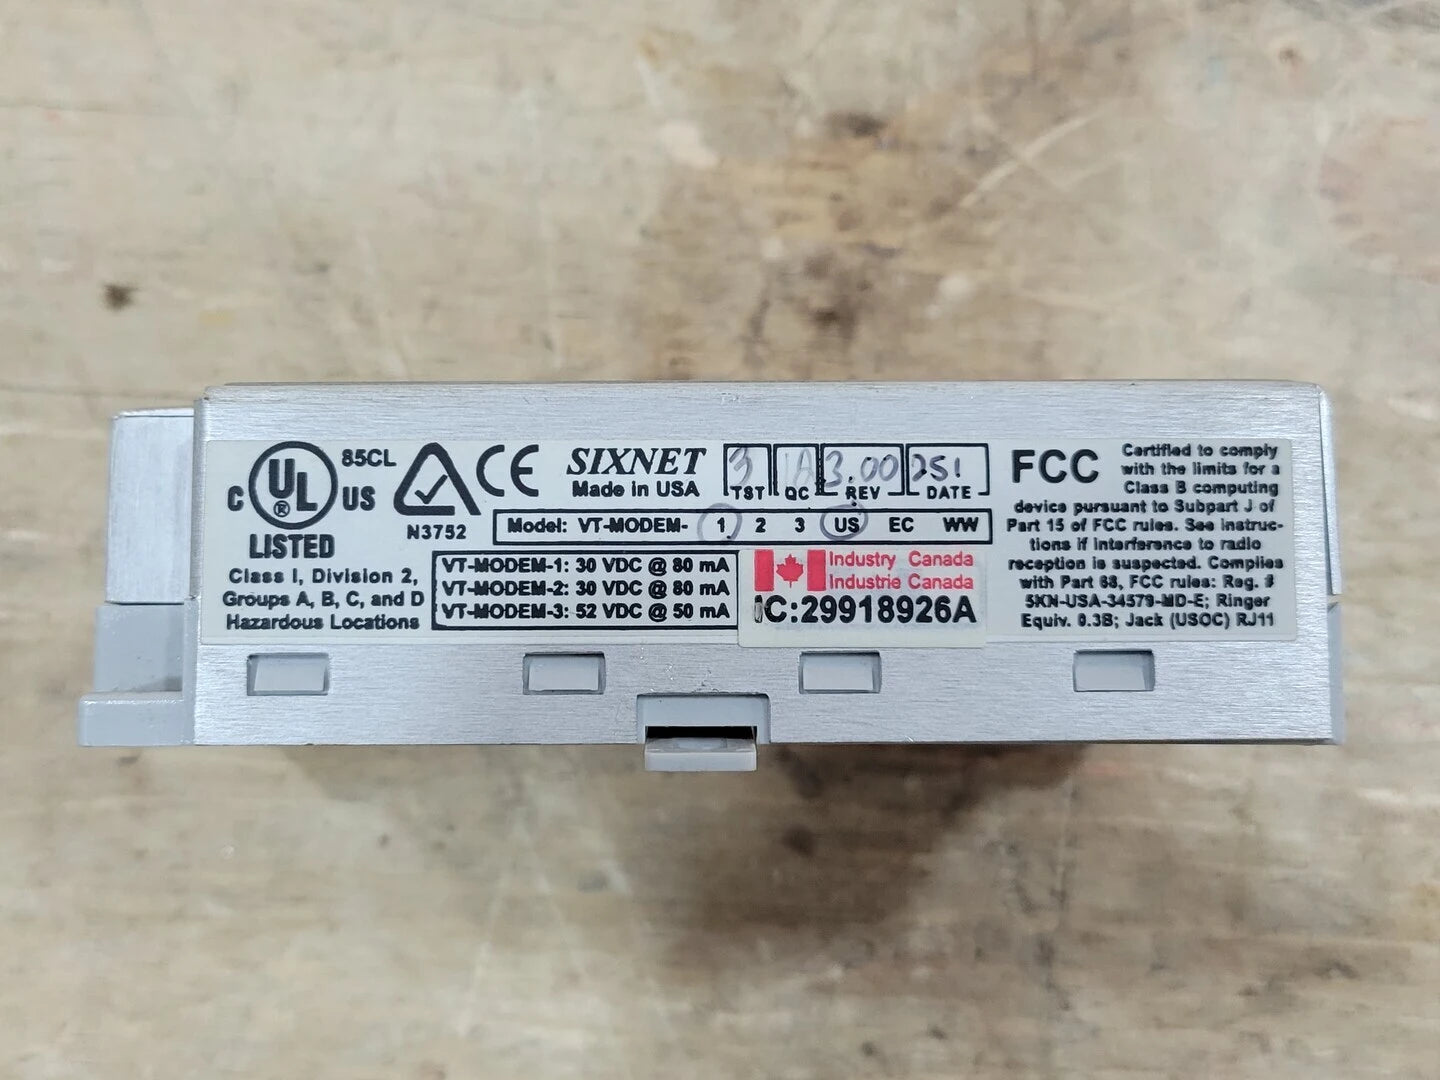 C UL ® US
85CL
LISTED
Class I, Division 2,
Groups A, B, C, and D
Hazardous Locations
N3752
CE
SIXNET
Made in USA
3 TST
1A QC
3.00 REV
251 DATE
Model: VT-MODEM- 1 2 3 US EC WW
VT-MODEM-1: 30 VDC @ 80 mA
VT-MODEM-2: 30 VDC @ 80 mA
VT-MODEM-3: 52 VDC @ 50 mA
Industry Canada
Industrie Canada
IC:29918926A
FCC
Certified to comply
with the limits for a
Class B computing
device pursuant to Subpart J of
Part 15 of FCC rules. See instruc-
tions if interference to radio
reception is suspected. Complies
with Part 68, FCC rules: Reg. #
5KN-USA-34579-MD-E; Ringer
Equiv. 0.3B; Jack (USOC) RJ11